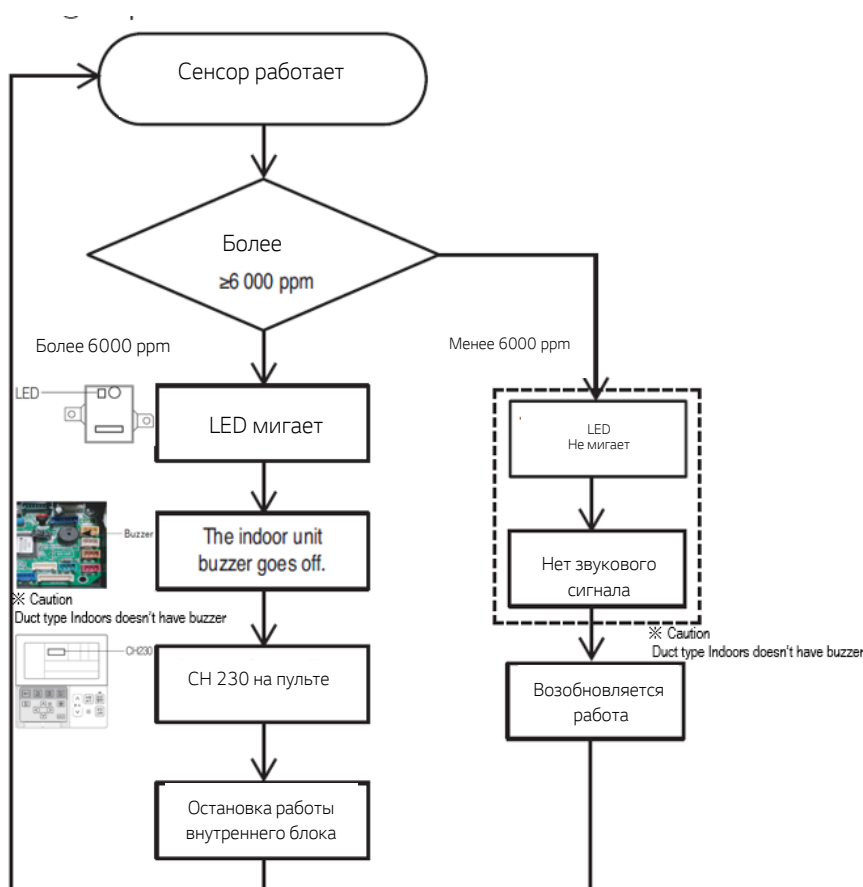 Сенсор работает
Более
≥6 000 ppm
Более 6000 ppm
Менее 6000 ppm
LED
LED мигает
LED
Не мигает
Buzzer
The indoor unit
buzzer goes off.
Нет звукового
сигнала
※ Caution
Duct type Indoors doesn't have buzzer
※ Caution
Duct type Indoors doesn't have buzzer
CH230
CH 230 на пульте
Возобновляется
работа
Остановка работы
внутреннего блока